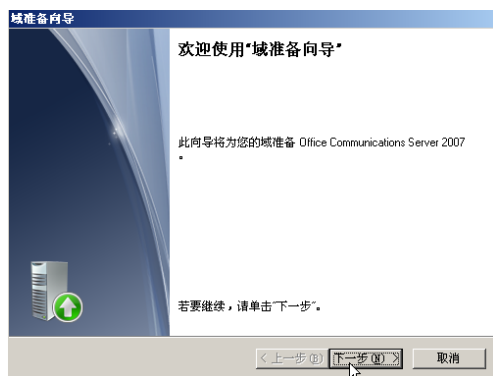 域准备向导
欢迎使用“域准备向导”
此向导将为您的域准备 Office Communications Server 2007
。
若要继续，请单击“下一步”。
< 上一步(B) 下一步(N) > 取消